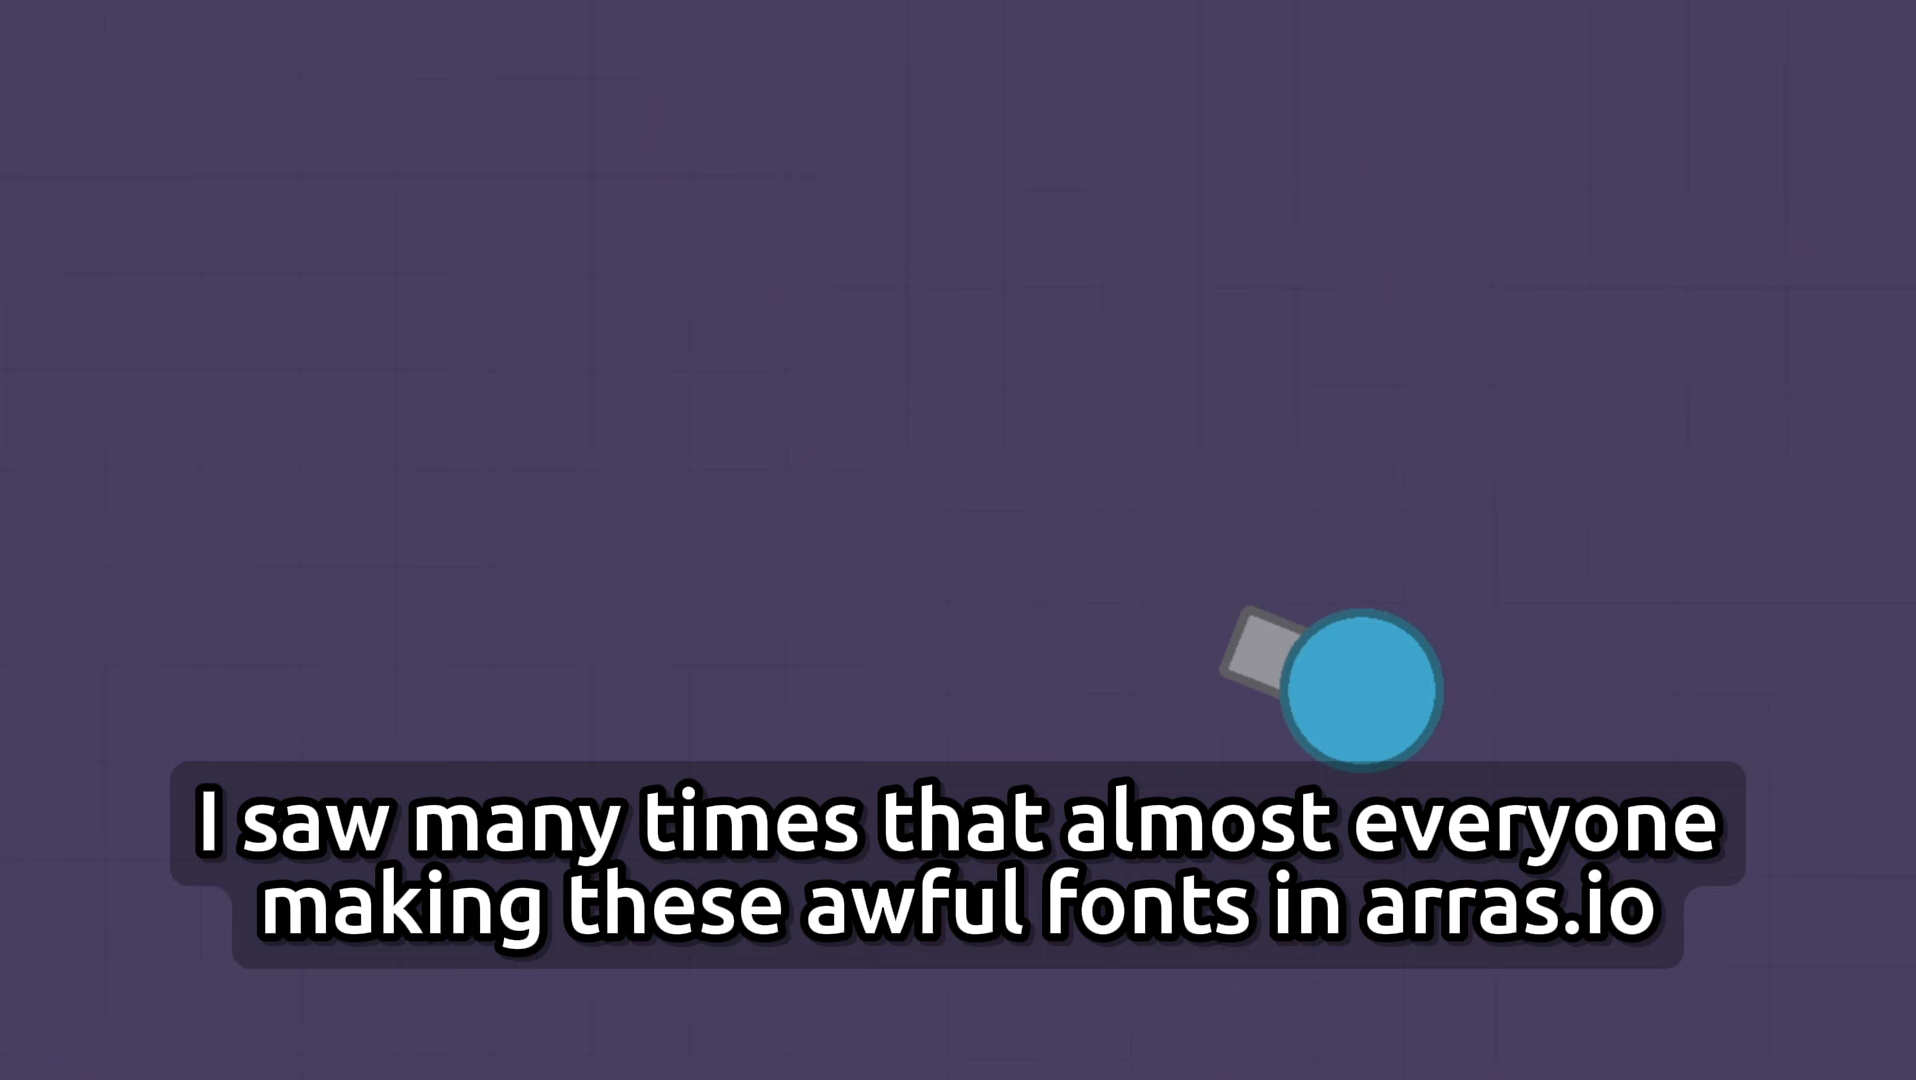 I saw many times that almost everyone
making these awful fonts in arras.io